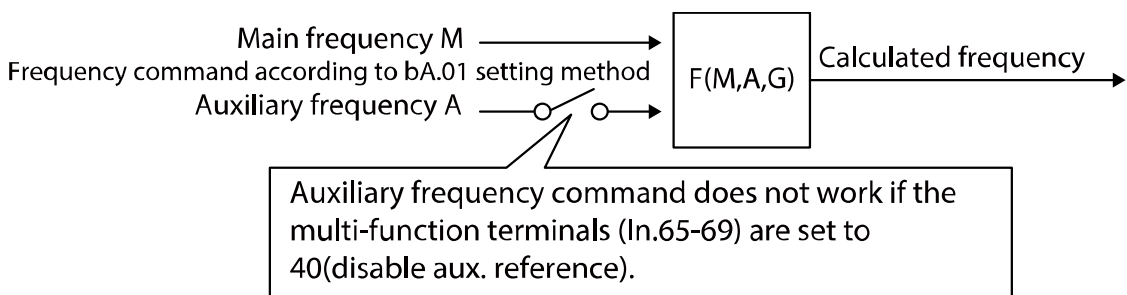 Main frequency M
Frequency command according to bA.01 setting method
Auxiliary frequency A
F(M,A,G)
Calculated frequency
Auxiliary frequency command does not work if the
multi-function terminals (In.65-69) are set to
40(disable aux. reference).